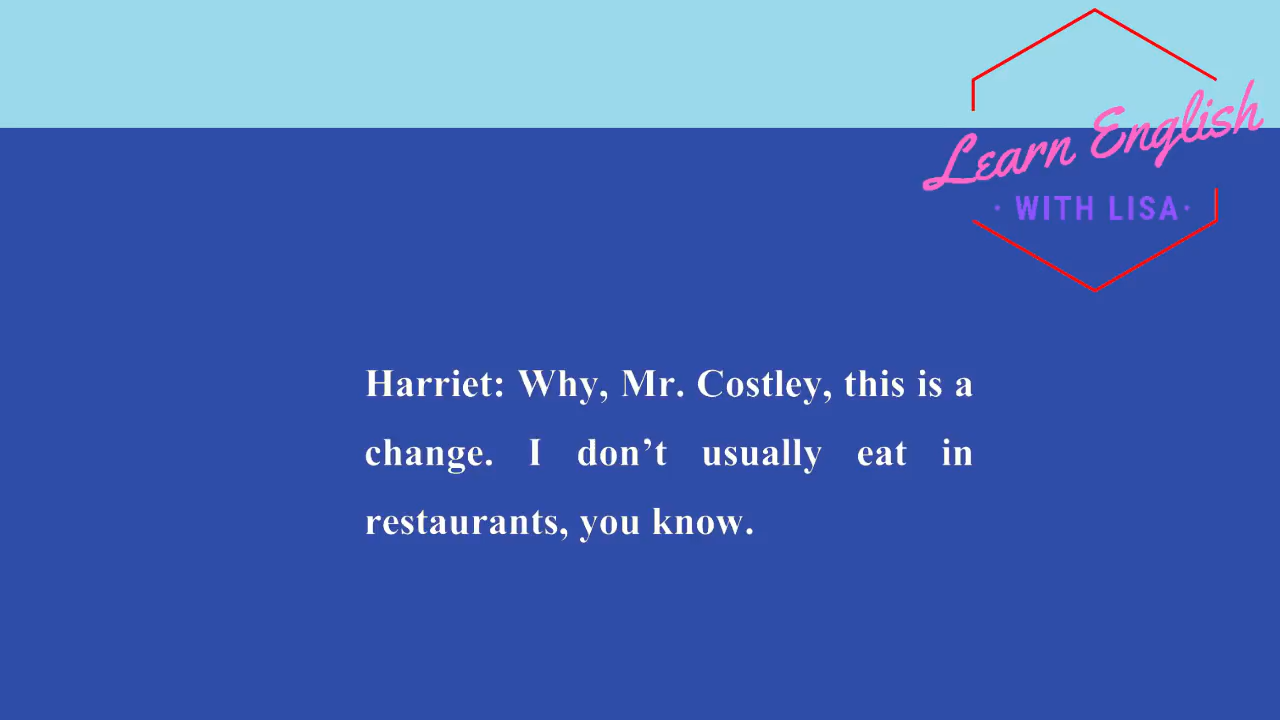 Learn English
· WITH LISA ·
Harriet: Why, Mr. Costley, this is a
change. I don’t usually eat in
restaurants, you know.